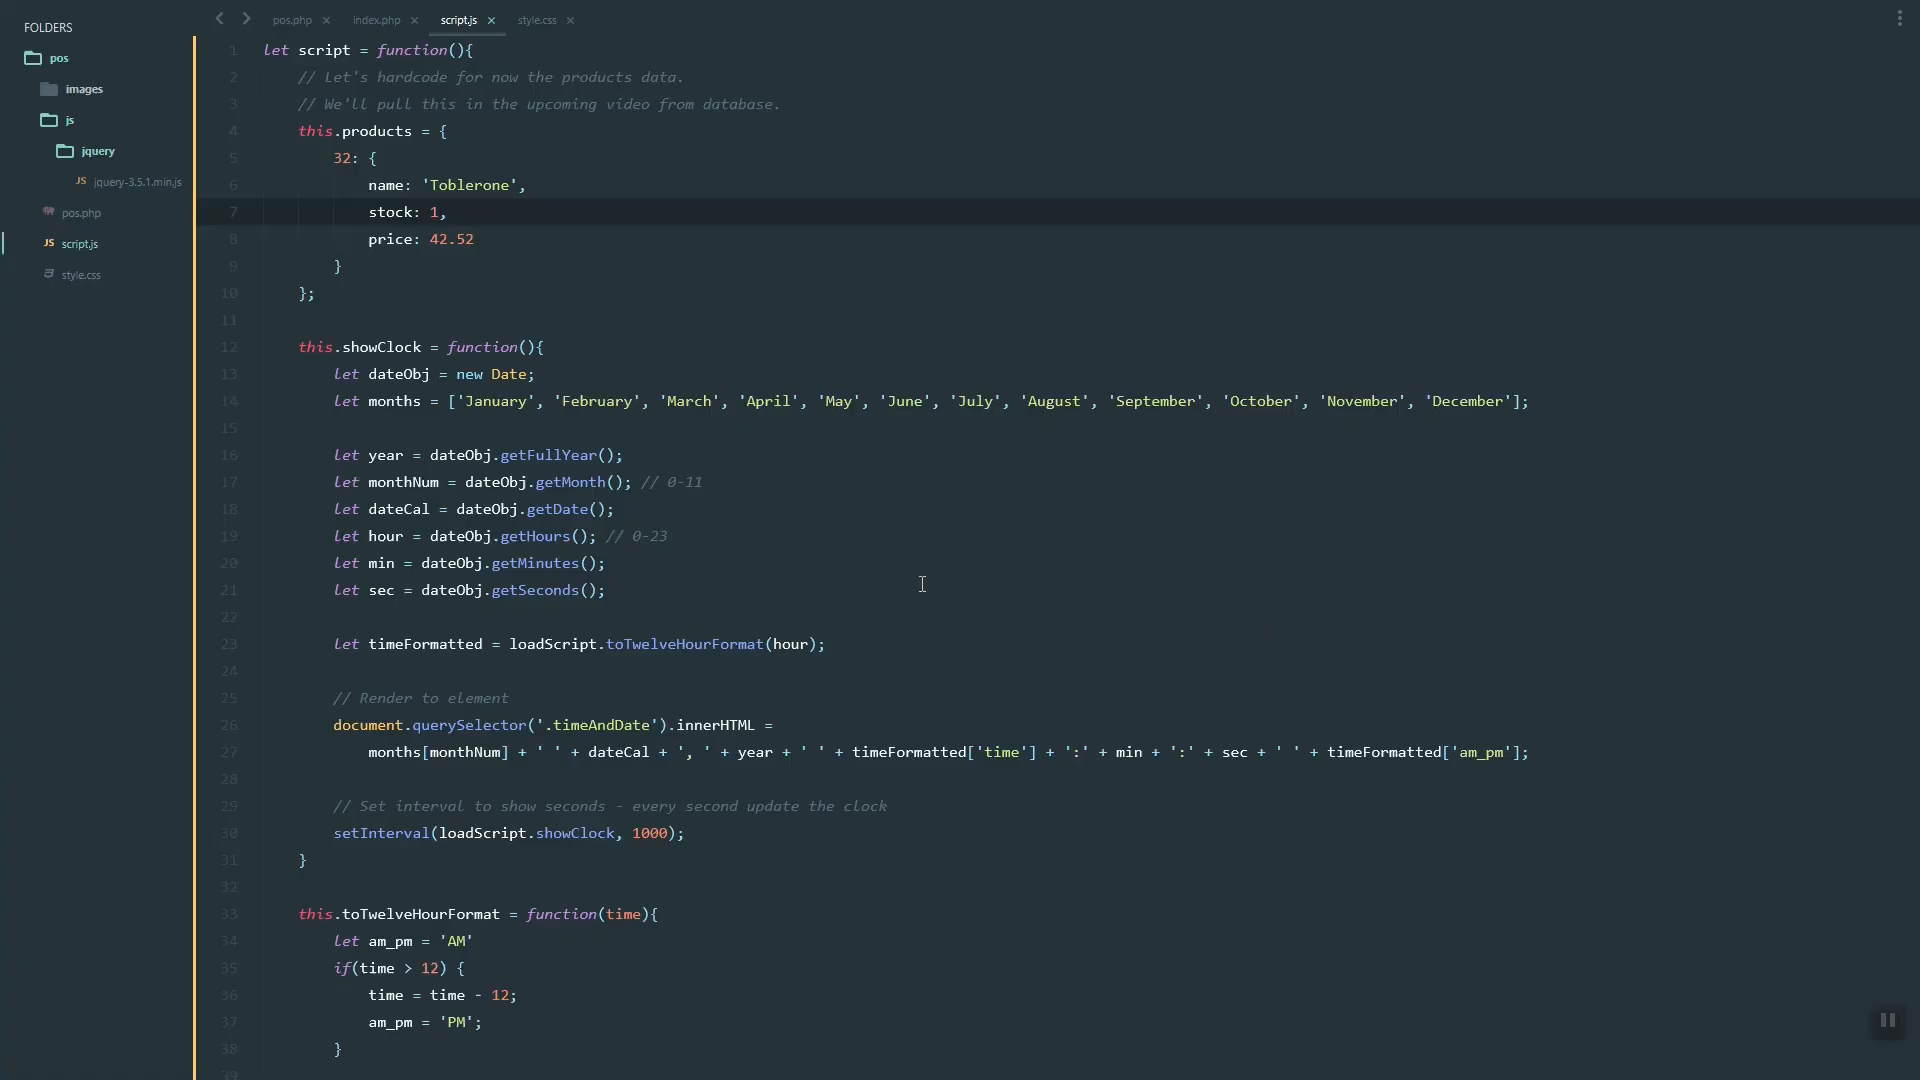 FOLDERS
pos
images
js
jquery
JS jquery-3.5.1.min.js
pos.php
JS script.js
style.css
pos.php × index.php × script.js × style.css ×
1 let script = function(){
2 // Let's hardcode for now the products data.
3 // We'll pull this in the upcoming video from database.
4 this.products = {
5 32: {
6 name: 'Toblerone',
7 stock: 1,
8 price: 42.52
9 }
10 };
11
12 this.showClock = function(){
13 let dateObj = new Date;
14 let months = ['January', 'February', 'March', 'April', 'May', 'June', 'July', 'August', 'September', 'October', 'November', 'December'];
15
16 let year = dateObj.getFullYear();
17 let monthNum = dateObj.getMonth(); // 0-11
18 let dateCal = dateObj.getDate();
19 let hour = dateObj.getHours(); // 0-23
20 let min = dateObj.getMinutes();
21 let sec = dateObj.getSeconds();
22
23 let timeFormatted = loadScript.toTwelveHourFormat(hour);
24
25 // Render to element
26 document.querySelector('.timeAndDate').innerHTML =
27 months[monthNum] + ' ' + dateCal + ', ' + year + ' ' + timeFormatted['time'] + ':' + min + ':' + sec + ' ' + timeFormatted['am_pm'];
28
29 // Set interval to show seconds - every second update the clock
30 setInterval(loadScript.showClock, 1000);
31 }
32
33 this.toTwelveHourFormat = function(time){
34 let am_pm = 'AM'
35 if(time > 12) {
36 time = time - 12;
37 am_pm = 'PM';
38 }
39